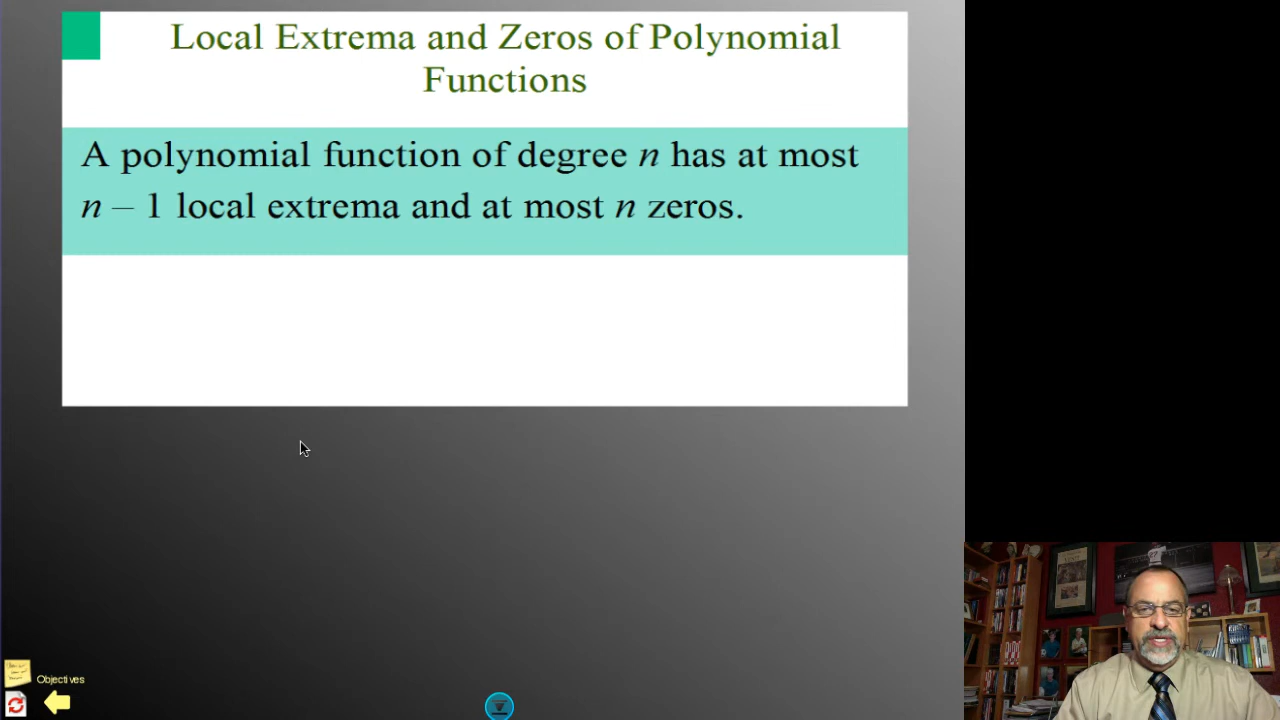 Local Extrema and Zeros of Polynomial
Functions
A polynomial function of degree n has at most
n – 1 local extrema and at most n zeros.
Objectives